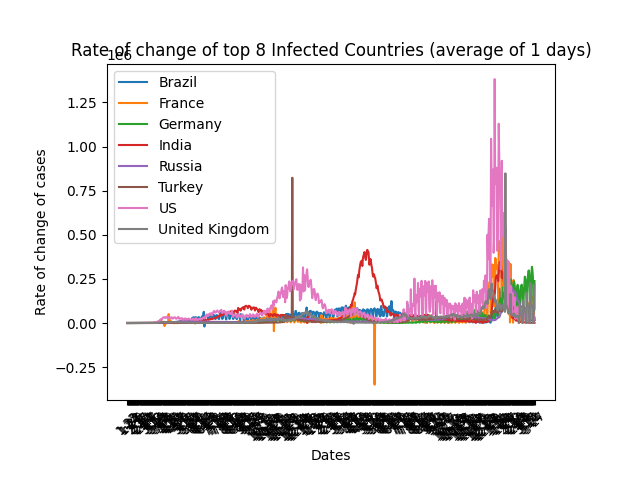 Rate of change of top 8 Infected Countries (average of 1 days)
1e6
Brazil
France
Germany
India
Russia
Turkey
US
United Kingdom
1.25
1.00
0.75
0.50
0.25
0.00
−0.25
Rate of change of cases
Dates